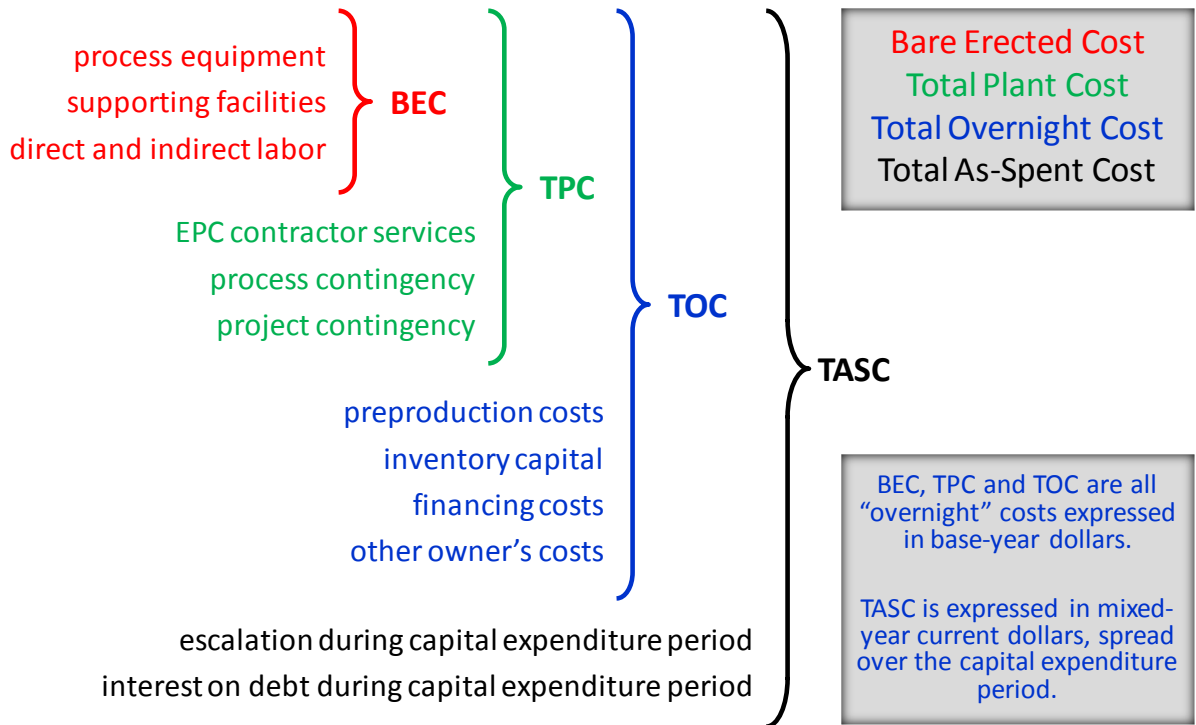 process equipment
supporting facilities
direct and indirect labor
BEC
EPC contractor services
process contingency
project contingency
TPC
preproduction costs
inventory capital
financing costs
other owner's costs
TOC
escalation during capital expenditure period
interest on debt during capital expenditure period
TASC
Bare Erected Cost
Total Plant Cost
Total Overnight Cost
Total As-Spent Cost
BEC, TPC and TOC are all
“overnight” costs expressed
in base-year dollars.
TASC is expressed in mixed-
year current dollars, spread
over the capital expenditure
period.